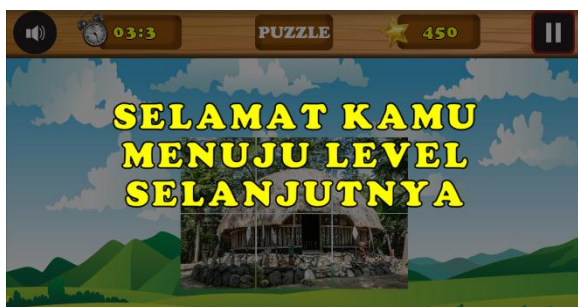 03:3
PUZZLE
450
SELAMAT KAMU
MENUJU LEVEL
SELANJUTNYA